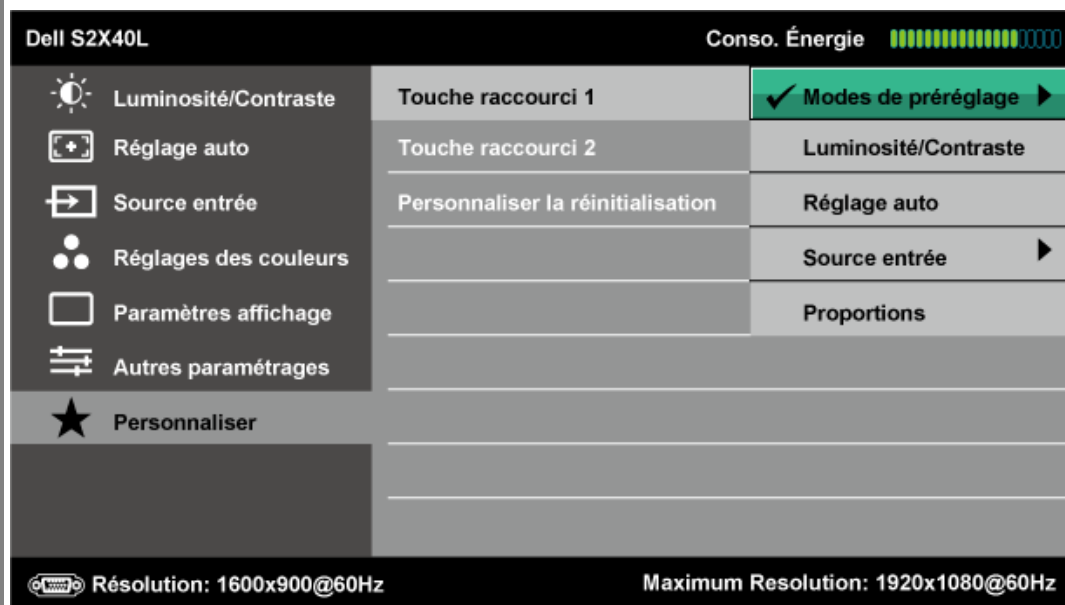 Dell S2X40L
Conso. Énergie
Luminosité/Contraste
Réglage auto
Source entrée
Réglages des couleurs
Paramètres affichage
Autres paramétrages
Personnaliser
Touche raccourci 1
Touche raccourci 2
Personnaliser la réinitialisation
Modes de préréglage
Luminosité/Contraste
Réglage auto
Source entrée
Proportions
Résolution: 1600x900@60Hz
Maximum Resolution: 1920x1080@60Hz